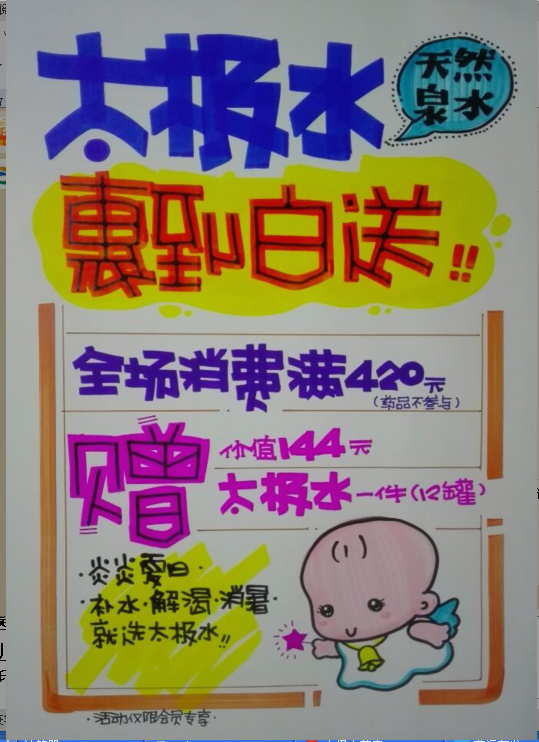 太极水
天然
泉水
惠到白送!!
全场消费满420元
(药品不参与)
赠
价值144元
太极水一件(12罐)
·炎炎夏日·
·补水·解渴·消暑·
就选太极水!!
·活动仅限会员专享·